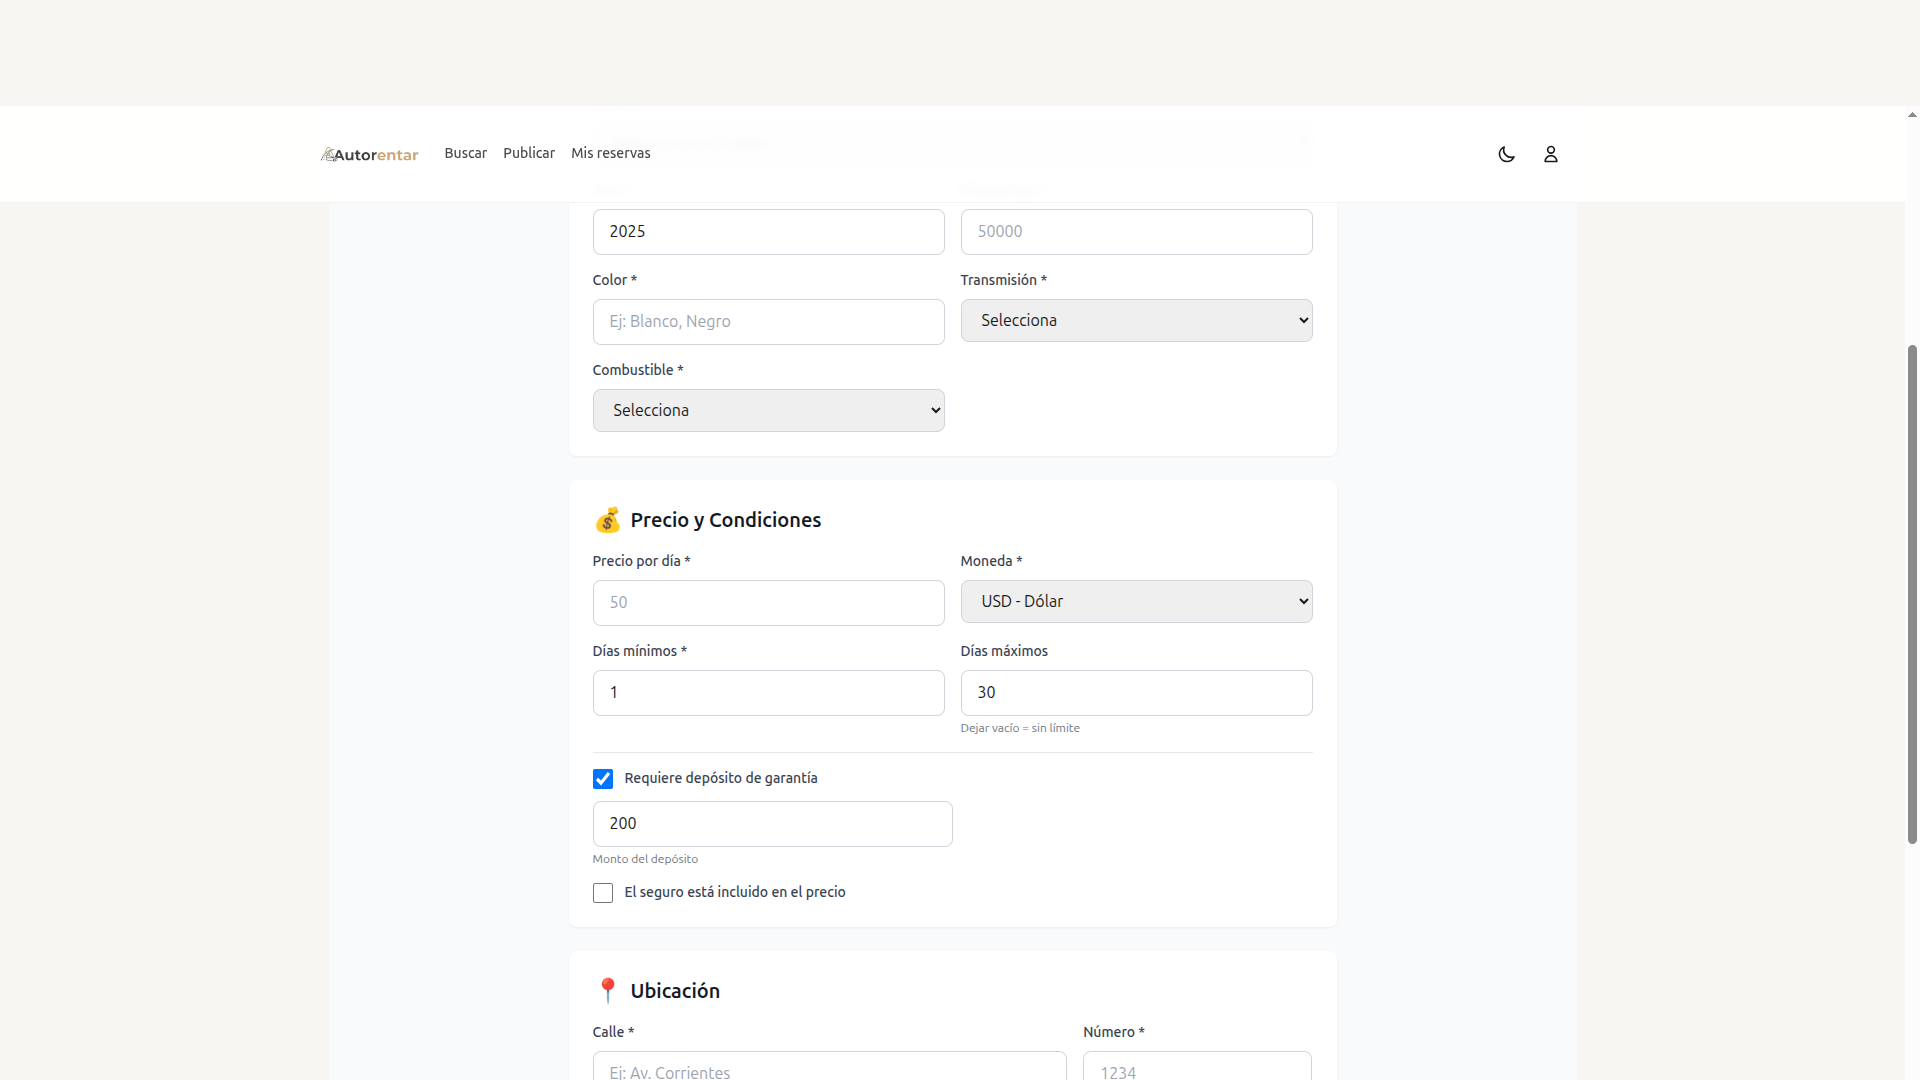 Autorentar Buscar Publicar Mis reservas
2025 50000
Color * Transmisión *
Ej: Blanco, Negro Selecciona
Combustible *
Selecciona
Precio y Condiciones
Precio por día * Moneda *
50 USD - Dólar
Días mínimos * Días máximos
1 30
Dejar vacío = sin límite
Requiere depósito de garantía
200
Monto del depósito
El seguro está incluido en el precio
Ubicación
Calle * Número *
Ej: Av. Corrientes 1234